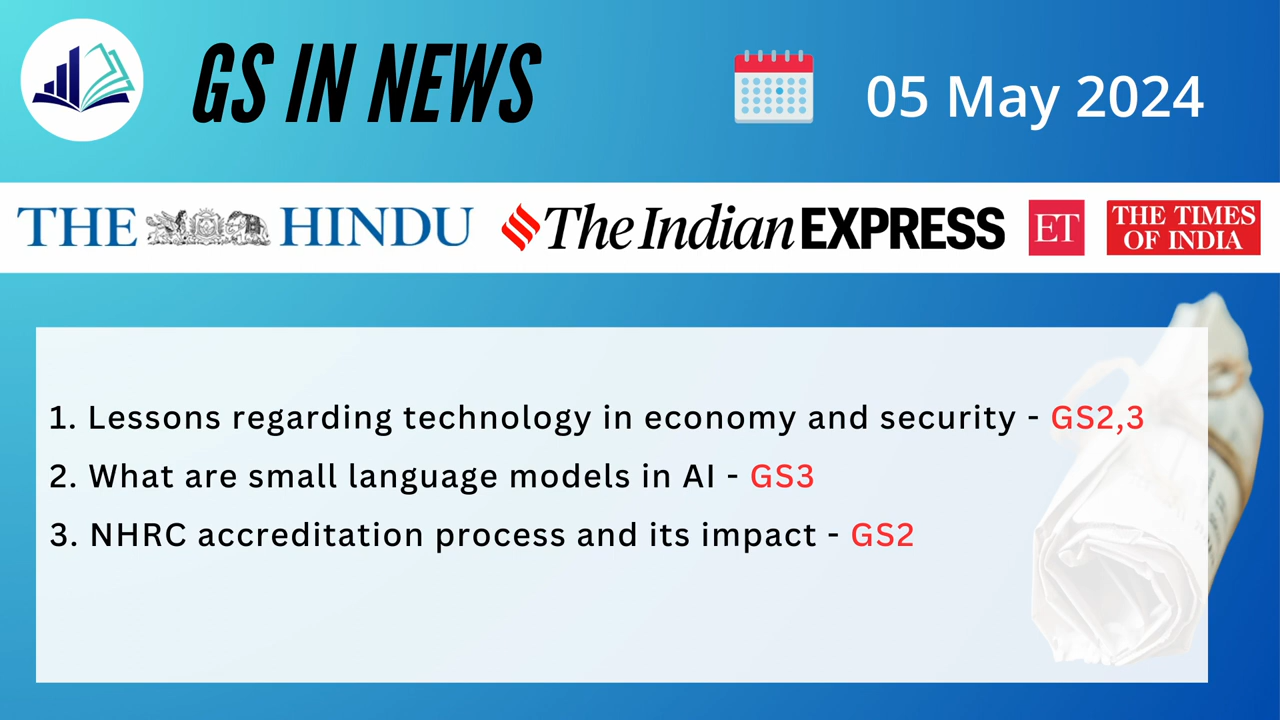 GS IN NEWS
05 May 2024
THE HINDU
The Indian EXPRESS
ET
THE TIMES
OF INDIA
1. Lessons regarding technology in economy and security - GS2,3
2. What are small language models in AI - GS3
3. NHRC accreditation process and its impact - GS2